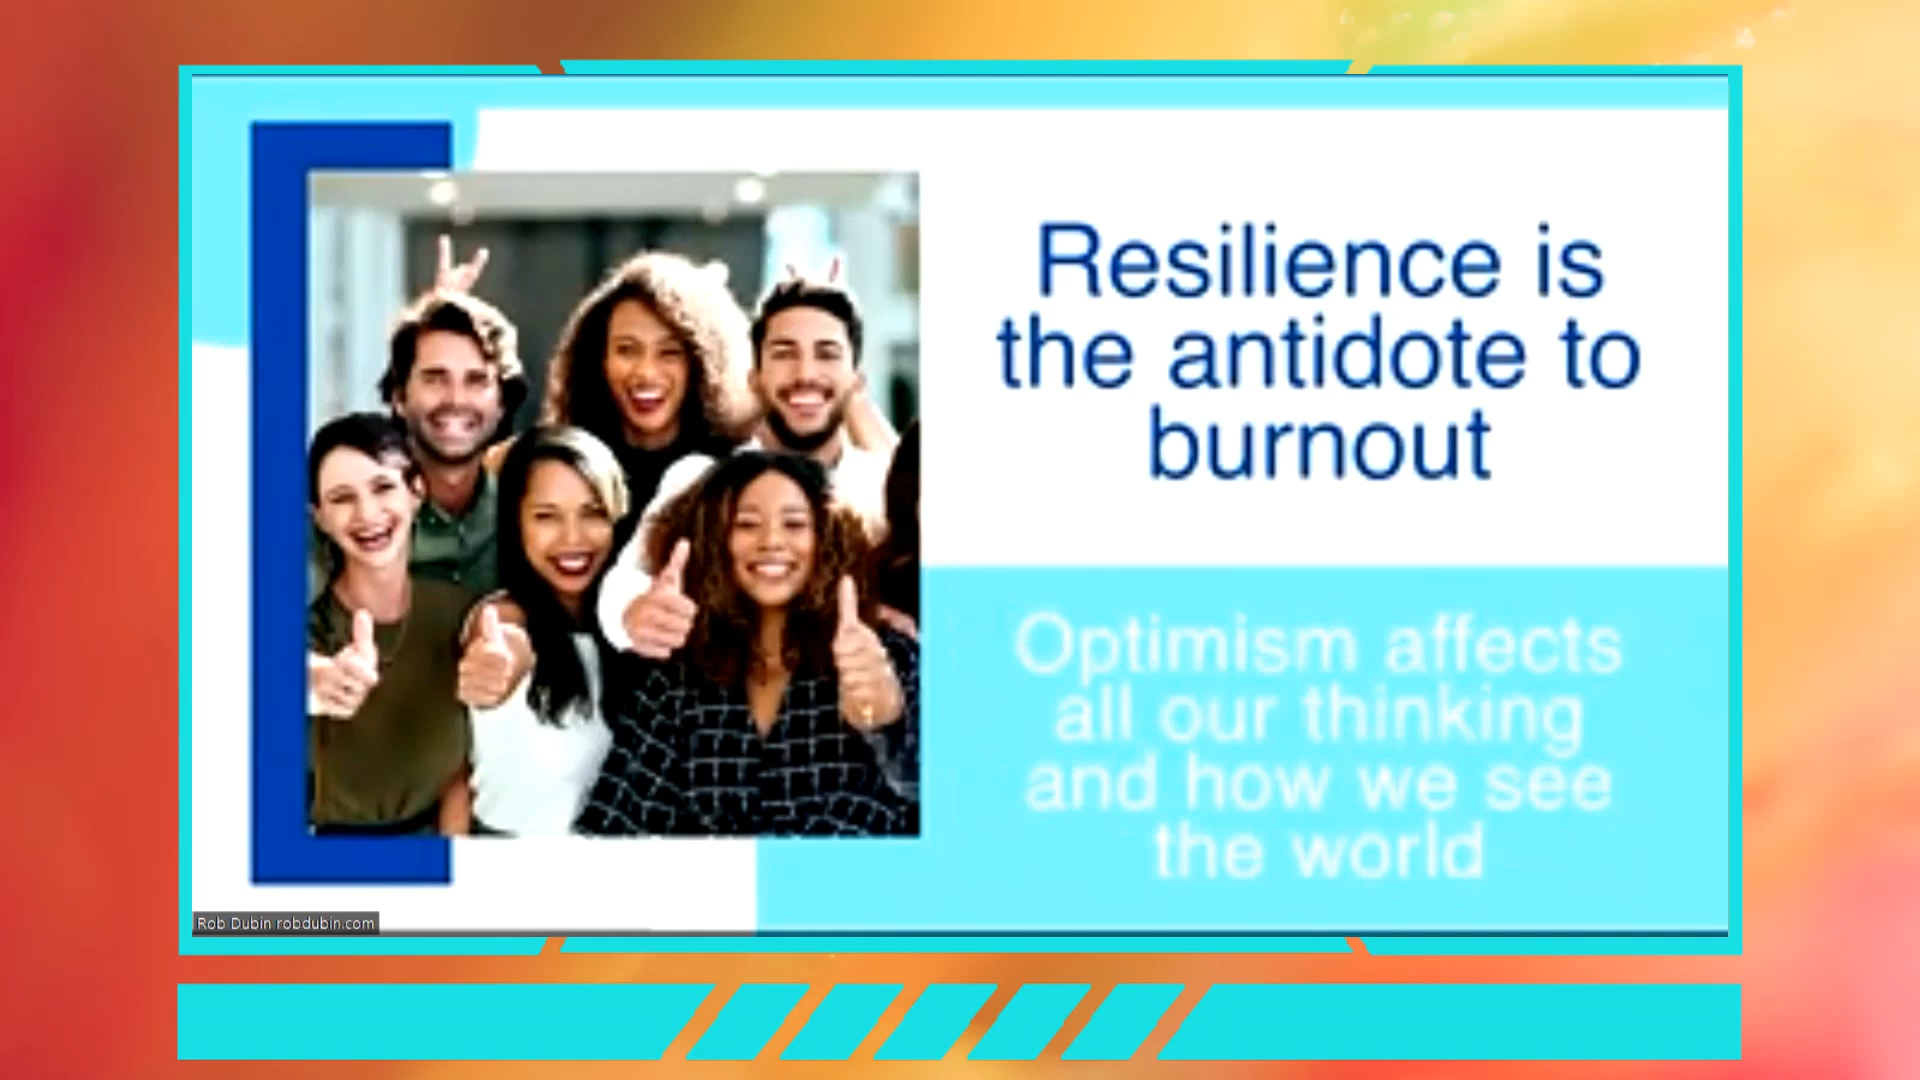 Resilience is
the antidote to
burnout
Optimism affects
all our thinking
and how we see
the world
Rob Dubin robdubin.com